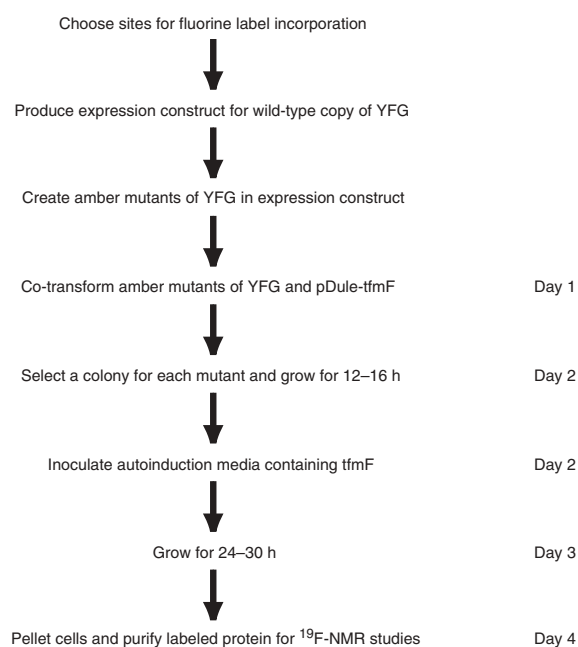 Choose sites for fluorine label incorporation
Produce expression construct for wild-type copy of YFG
Create amber mutants of YFG in expression construct
Co-transform amber mutants of YFG and pDule-tfmF Day 1
Select a colony for each mutant and grow for 12–16 h Day 2
Inoculate autoinduction media containing tfmF Day 2
Grow for 24–30 h Day 3
Pellet cells and purify labeled protein for ¹⁹F-NMR studies Day 4